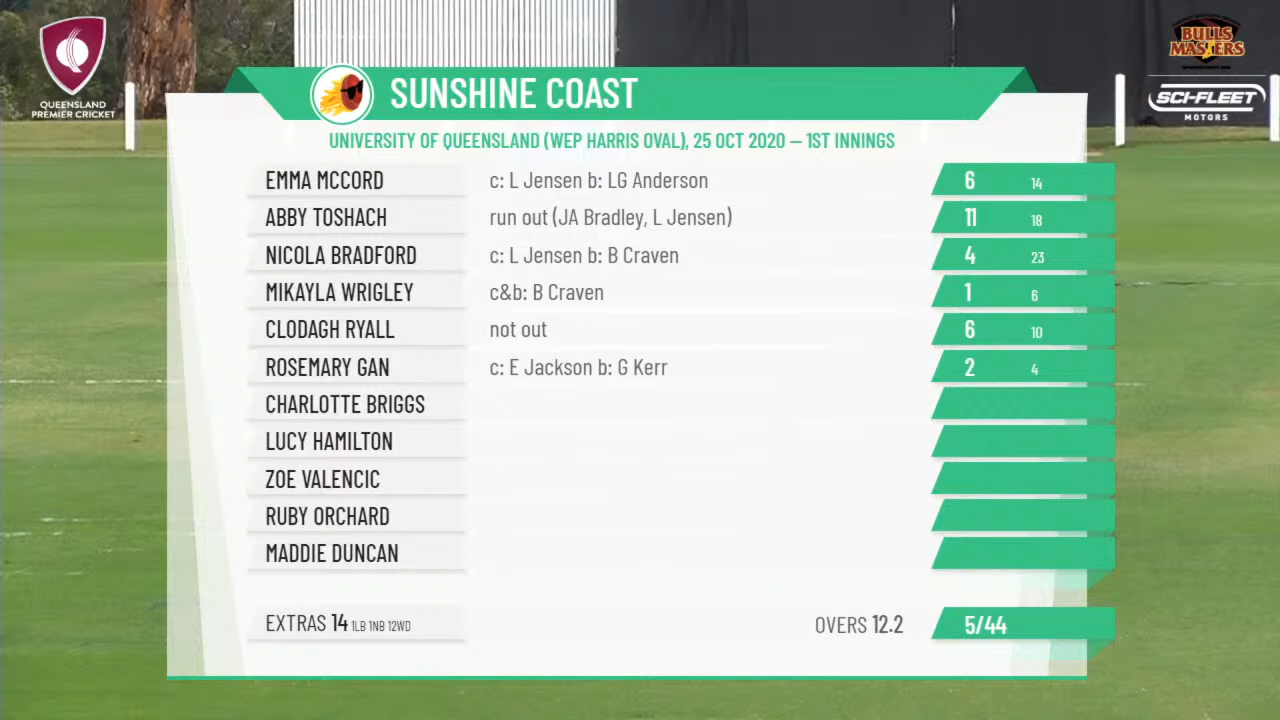 QUEENSLAND
PREMIER CRICKET
BULLS
MASTERS
SCI-FLEET
MOTORS
SUNSHINE COAST
UNIVERSITY OF QUEENSLAND (WEP HARRIS OVAL), 25 OCT 2020 – 1ST INNINGS
EMMA MCCORD c: L Jensen b: LG Anderson 6 14
ABBY TOSHACH run out (JA Bradley, L Jensen) 11 18
NICOLA BRADFORD c: L Jensen b: B Craven 4 23
MIKAYLA WRIGLEY c&b: B Craven 1 6
CLODAGH RYALL not out 6 10
ROSEMARY GAN c: E Jackson b: G Kerr 2 4
CHARLOTTE BRIGGS
LUCY HAMILTON
ZOE VALENCIC
RUBY ORCHARD
MADDIE DUNCAN
EXTRAS 14 1LB 1NB 12WD OVERS 12.2 5/44